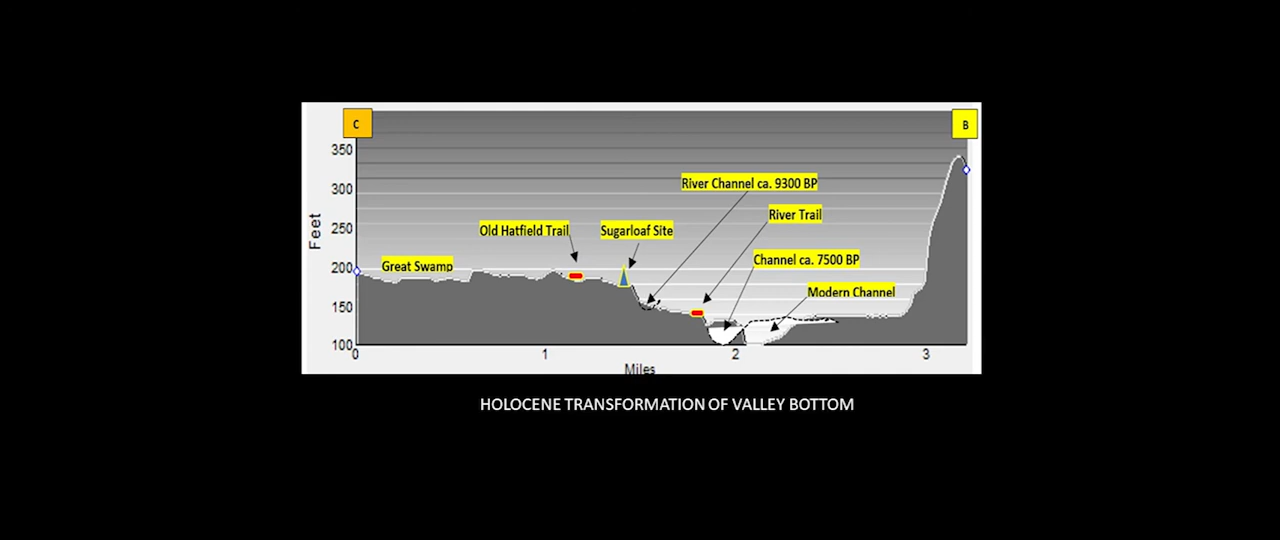 C
B
350
300
250
200
150
100
Feet
River Channel ca. 9300 BP
River Trail
Old Hatfield Trail
Sugarloaf Site
Channel ca. 7500 BP
Great Swamp
Modern Channel
0
1
2
3
Miles
HOLOCENE TRANSFORMATION OF VALLEY BOTTOM